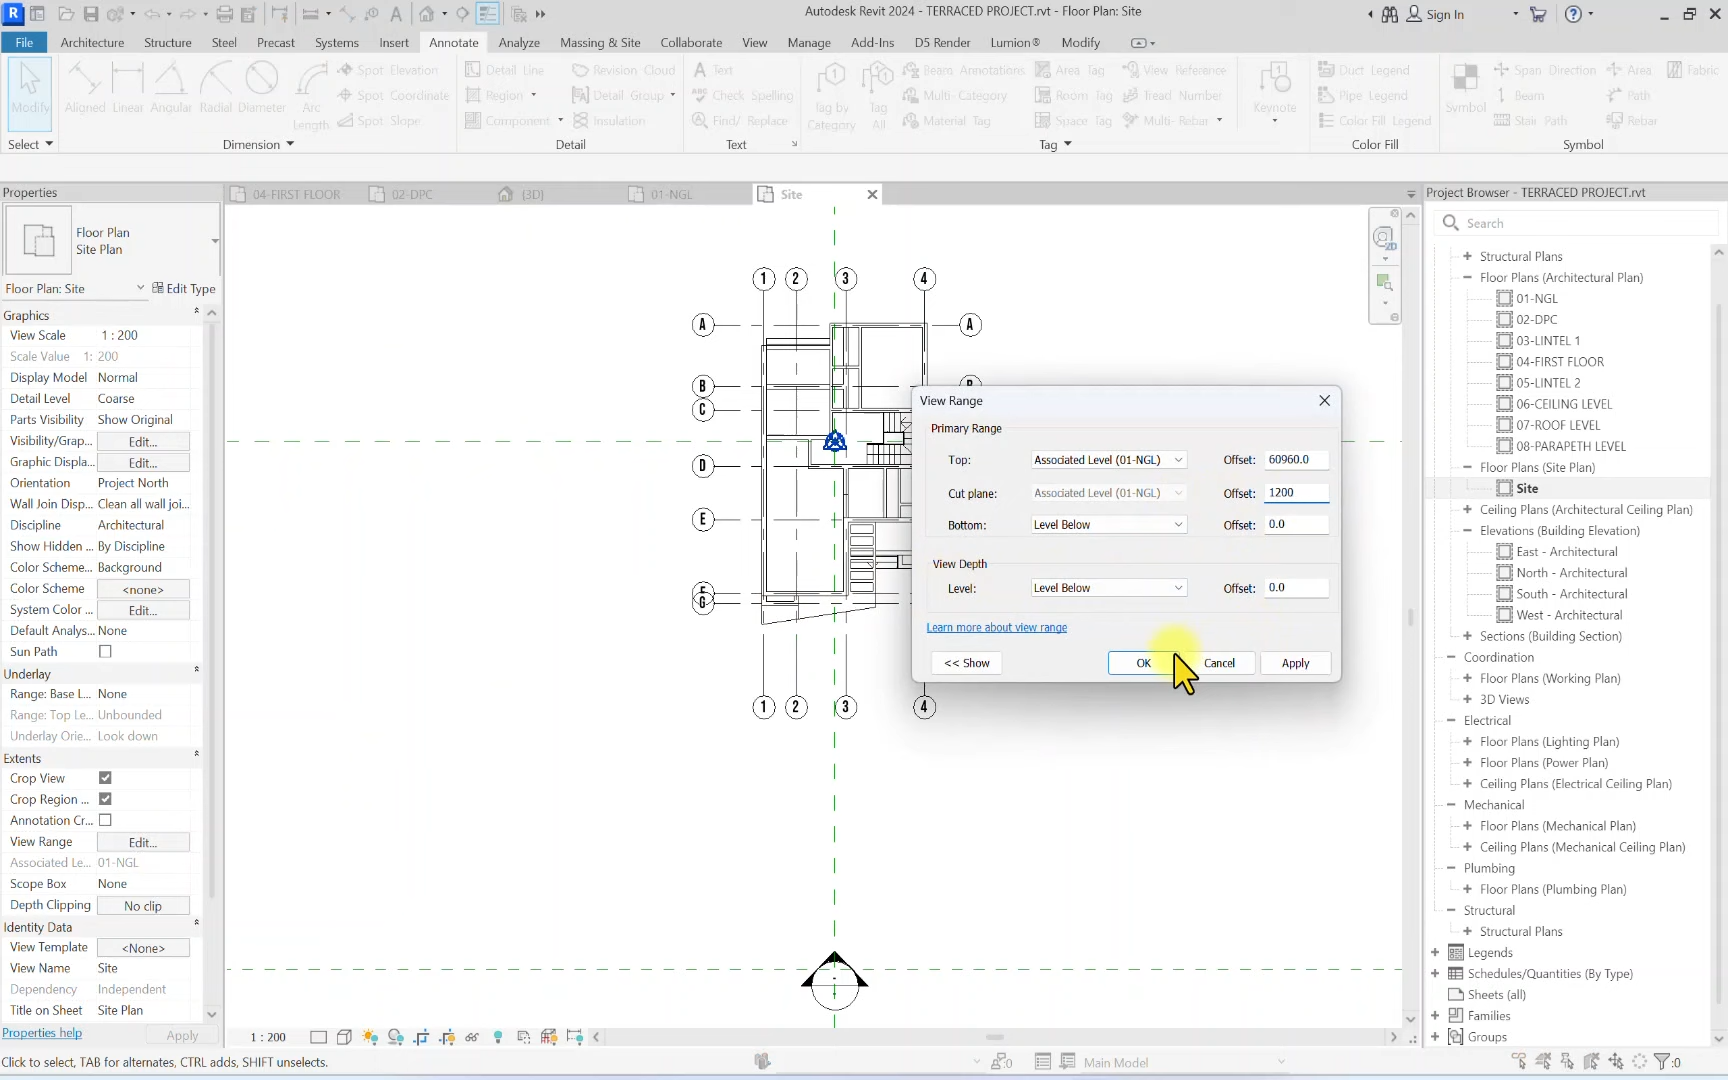 Autodesk Revit 2024 - TERRACED PROJECT.rvt - Floor Plan: Site
Sign In
File Architecture Structure Steel Precast Systems Insert Annotate Analyze Massing & Site Collaborate View Manage Add-Ins D5 Render Lumion® Modify
Modify
Aligned Linear Angular Radial Diameter Arc Length
Spot Elevation
Spot Coordinate
Spot Slope
Detail Line
Region
Component
Revision Cloud
Detail Group
Insulation
Text
Check Spelling
Find/ Replace
Tag by Category
Tag All
Beam Annotations
Multi- Category
Material Tag
Area Tag
Room Tag
Space Tag
View Reference
Tread Number
Multi- Rebar
Keynote
Duct Legend
Pipe Legend
Color Fill Legend
Symbol
Span Direction
Beam
Stair Path
Area
Path
Rebar
Fabric
Select Dimension Detail Text Tag Color Fill Symbol
Properties
Floor Plan
Site Plan
Floor Plan: Site Edit Type
Graphics
View Scale 1 : 200
Scale Value 1: 200
Display Model Normal
Detail Level Coarse
Parts Visibility Show Original
Visibility/Grap... Edit...
Graphic Displa... Edit...
Orientation Project North
Wall Join Disp... Clean all wall joi...
Discipline Architectural
Show Hidden ... By Discipline
Color Scheme... Background
Color Scheme <none>
System Color ... Edit...
Default Analys... None
Sun Path
Underlay
Range: Base L... None
Range: Top Le... Unbounded
Underlay Orie... Look down
Extents
Crop View
Crop Region ...
Annotation Cr...
View Range Edit...
Associated Le... 01-NGL
Scope Box None
Depth Clipping No clip
Identity Data
View Template <None>
View Name Site
Dependency Independent
Title on Sheet Site Plan
Properties help Apply
04-FIRST FLOOR 02-DPC {3D} 01-NGL Site
1 2 3 4
A A
B B
C
D
E
F
G
1 2 3 4
View Range
Primary Range
Top: Associated Level (01-NGL) Offset: 60960.0
Cut plane: Associated Level (01-NGL) Offset: 1200
Bottom: Level Below Offset: 0.0
View Depth
Level: Level Below Offset: 0.0
Learn more about view range
<< Show OK Cancel Apply
Project Browser - TERRACED PROJECT.rvt
Search
Structural Plans
Floor Plans (Architectural Plan)
01-NGL
02-DPC
03-LINTEL 1
04-FIRST FLOOR
05-LINTEL 2
06-CEILING LEVEL
07-ROOF LEVEL
08-PARAPETH LEVEL
Floor Plans (Site Plan)
Site
Ceiling Plans (Architectural Ceiling Plan)
Elevations (Building Elevation)
East - Architectural
North - Architectural
South - Architectural
West - Architectural
Sections (Building Section)
Coordination
Floor Plans (Working Plan)
3D Views
Electrical
Floor Plans (Lighting Plan)
Floor Plans (Power Plan)
Ceiling Plans (Electrical Ceiling Plan)
Mechanical
Floor Plans (Mechanical Plan)
Ceiling Plans (Mechanical Ceiling Plan)
Plumbing
Floor Plans (Plumbing Plan)
Structural
Structural Plans
Legends
Schedules/Quantities (By Type)
Sheets (all)
Families
Groups
1 : 200
Click to select, TAB for alternates, CTRL adds, SHIFT unselects.
:0
Main Model
:0